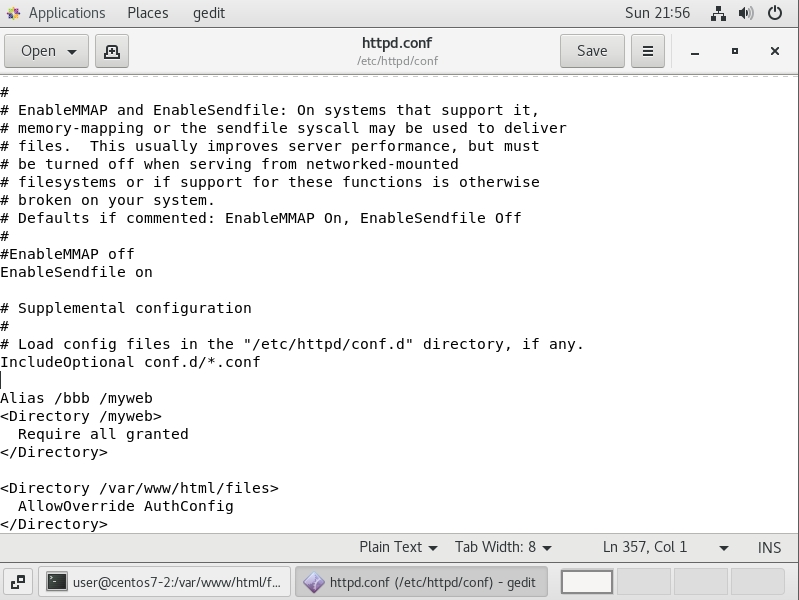 Applications Places gedit Sun 21:56
Open httpd.conf Save
/etc/httpd/conf
#
# EnableMMAP and EnableSendfile: On systems that support it,
# memory-mapping or the sendfile syscall may be used to deliver
# files.  This usually improves server performance, but must
# be turned off when serving from networked-mounted
# filesystems or if support for these functions is otherwise
# broken on your system.
# Defaults if commented: EnableMMAP On, EnableSendfile Off
#
#EnableMMAP off
EnableSendfile on
# Supplemental configuration
#
# Load config files in the "/etc/httpd/conf.d" directory, if any.
IncludeOptional conf.d/*.conf
Alias /bbb /myweb
<Directory /myweb>
  Require all granted
</Directory>
<Directory /var/www/html/files>
  AllowOverride AuthConfig
</Directory>
Plain Text Tab Width: 8 Ln 357, Col 1 INS
user@centos7-2:/var/www/html/f... httpd.conf (/etc/httpd/conf) - gedit